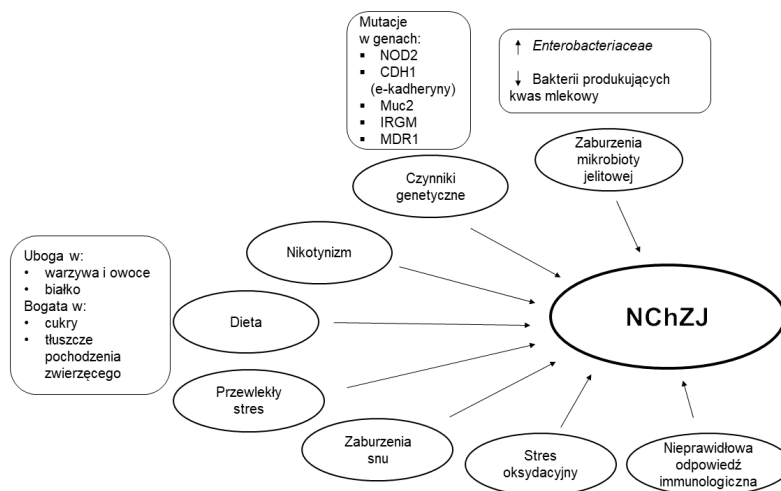 Mutacje
w genach:
▪ NOD2
▪ CDH1
(e-kadheryny)
▪ Muc2
▪ IRGM
▪ MDR1
↑ Enterobacteriaceae
↓ Bakterii produkujących
kwas mlekowy
Zaburzenia
mikrobioty
jelitowej
Czynniki
genetyczne
Nikotynizm
Uboga w:
• warzywa i owoce
• białko
Bogata w:
• cukry
• tłuszcze
pochodzenia
zwierzęcego
Dieta
NChZJ
Przewlekły
stres
Zaburzenia
snu
Stres
oksydacyjny
Nieprawidłowa
odpowiedź
immunologiczna